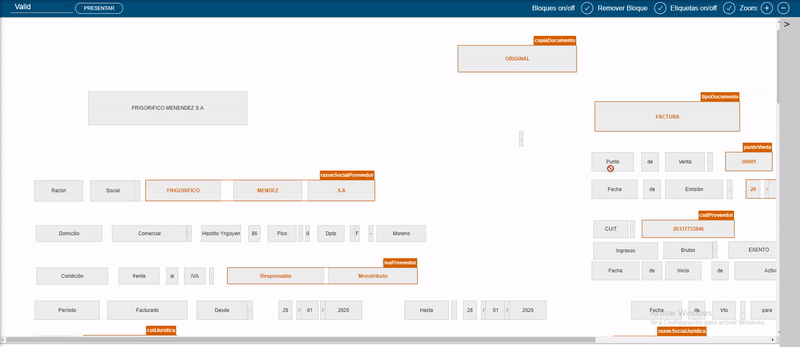 Valid PRESENTAR Bloques on/off Remover Bloque Etiquetas on/off Zoom: + −
>
copiaDocumento
ORIGINAL
FRIGORIFICO MENENDEZ S.A
tipoDocumento
FACTURA
puntoVenta
Punto de Venta : 00001
razonSocialProveedor
Razón Social : FRIGORIFICO MENDEZ S.A
Fecha de Emisión : 28 /
cuitProveedor
CUIT : 20337733846
Domicilio Comercial : Hipolito Yrigoyen 86 Piso : 9 Dpto : F - Moreno
Ingresos Brutos : EXENTO
ivaProveedor
Condición frente al IVA : Responsable Monotributo
Fecha de Inicio de Activi
Período Facturado Desde : 28 / 01 / 2020 Hasta : 28 / 01 / 2020
Fecha de Vto . para
Activar Windows
Ve a Configuración para activar Windows.
cuitJuridica
razonSocialJuridica